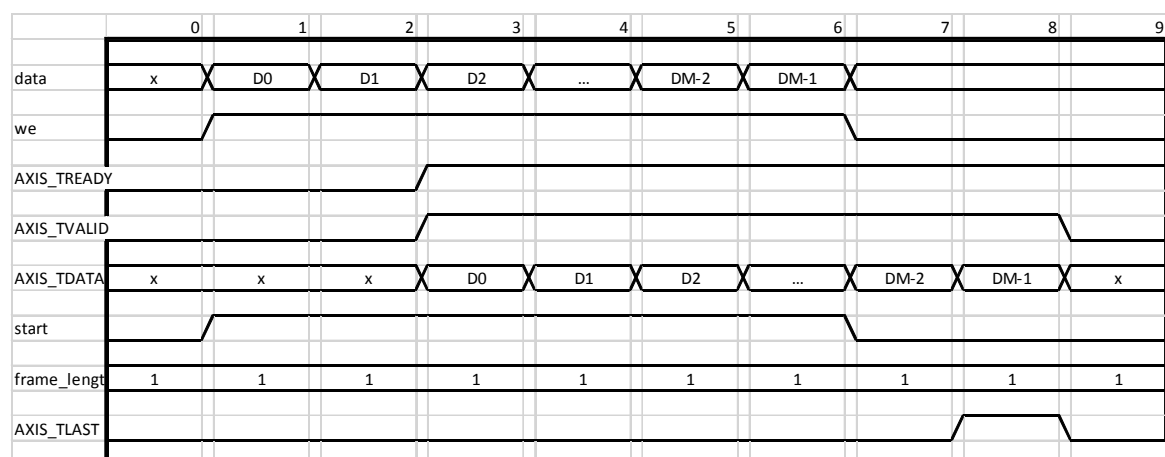 0 1 2 3 4 5 6 7 8 9
data x D0 D1 D2 ... DM-2 DM-1
we
AXIS_TREADY
AXIS_TVALID
AXIS_TDATA x x x D0 D1 D2 ... DM-2 DM-1 x
start
frame_lengt 1 1 1 1 1 1 1 1 1 1
AXIS_TLAST